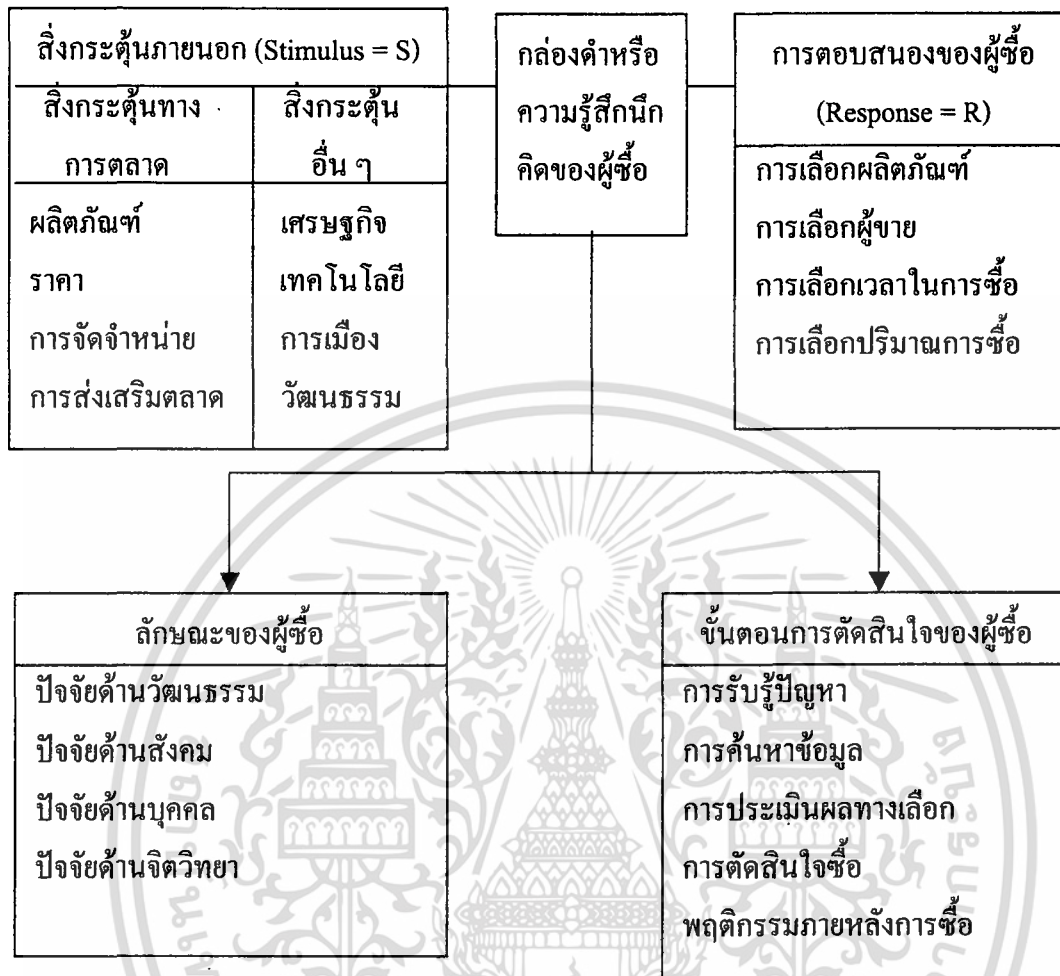 สิ่งกระตุ้นภายนอก (Stimulus = S)
สิ่งกระตุ้นทาง
การตลาด
สิ่งกระตุ้น
อื่น ๆ
ผลิตภัณฑ์
ราคา
การจัดจำหน่าย
การส่งเสริมตลาด
เศรษฐกิจ
เทคโนโลยี
การเมือง
วัฒนธรรม
กล่องดำหรือ
ความรู้สึกนึก
คิดของผู้ซื้อ
การตอบสนองของผู้ซื้อ
(Response = R)
การเลือกผลิตภัณฑ์
การเลือกผู้ขาย
การเลือกเวลาในการซื้อ
การเลือกปริมาณการซื้อ
ลักษณะของผู้ซื้อ
ปัจจัยด้านวัฒนธรรม
ปัจจัยด้านสังคม
ปัจจัยด้านบุคคล
ปัจจัยด้านจิตวิทยา
ขั้นตอนการตัดสินใจของผู้ซื้อ
การรับรู้ปัญหา
การค้นหาข้อมูล
การประเมินผลทางเลือก
การตัดสินใจซื้อ
พฤติกรรมภายหลังการซื้อ